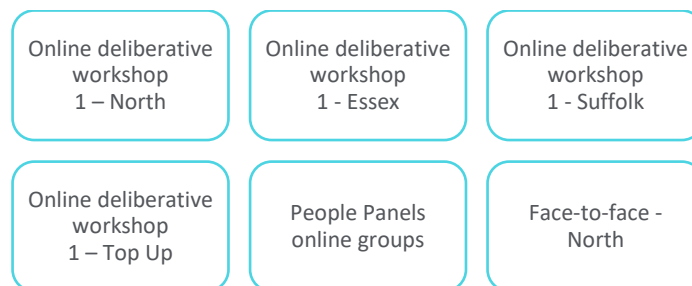 Online deliberative
workshop
1 – North
Online deliberative
workshop
1 - Essex
Online deliberative
workshop
1 - Suffolk
Online deliberative
workshop
1 – Top Up
People Panels
online groups
Face-to-face -
North